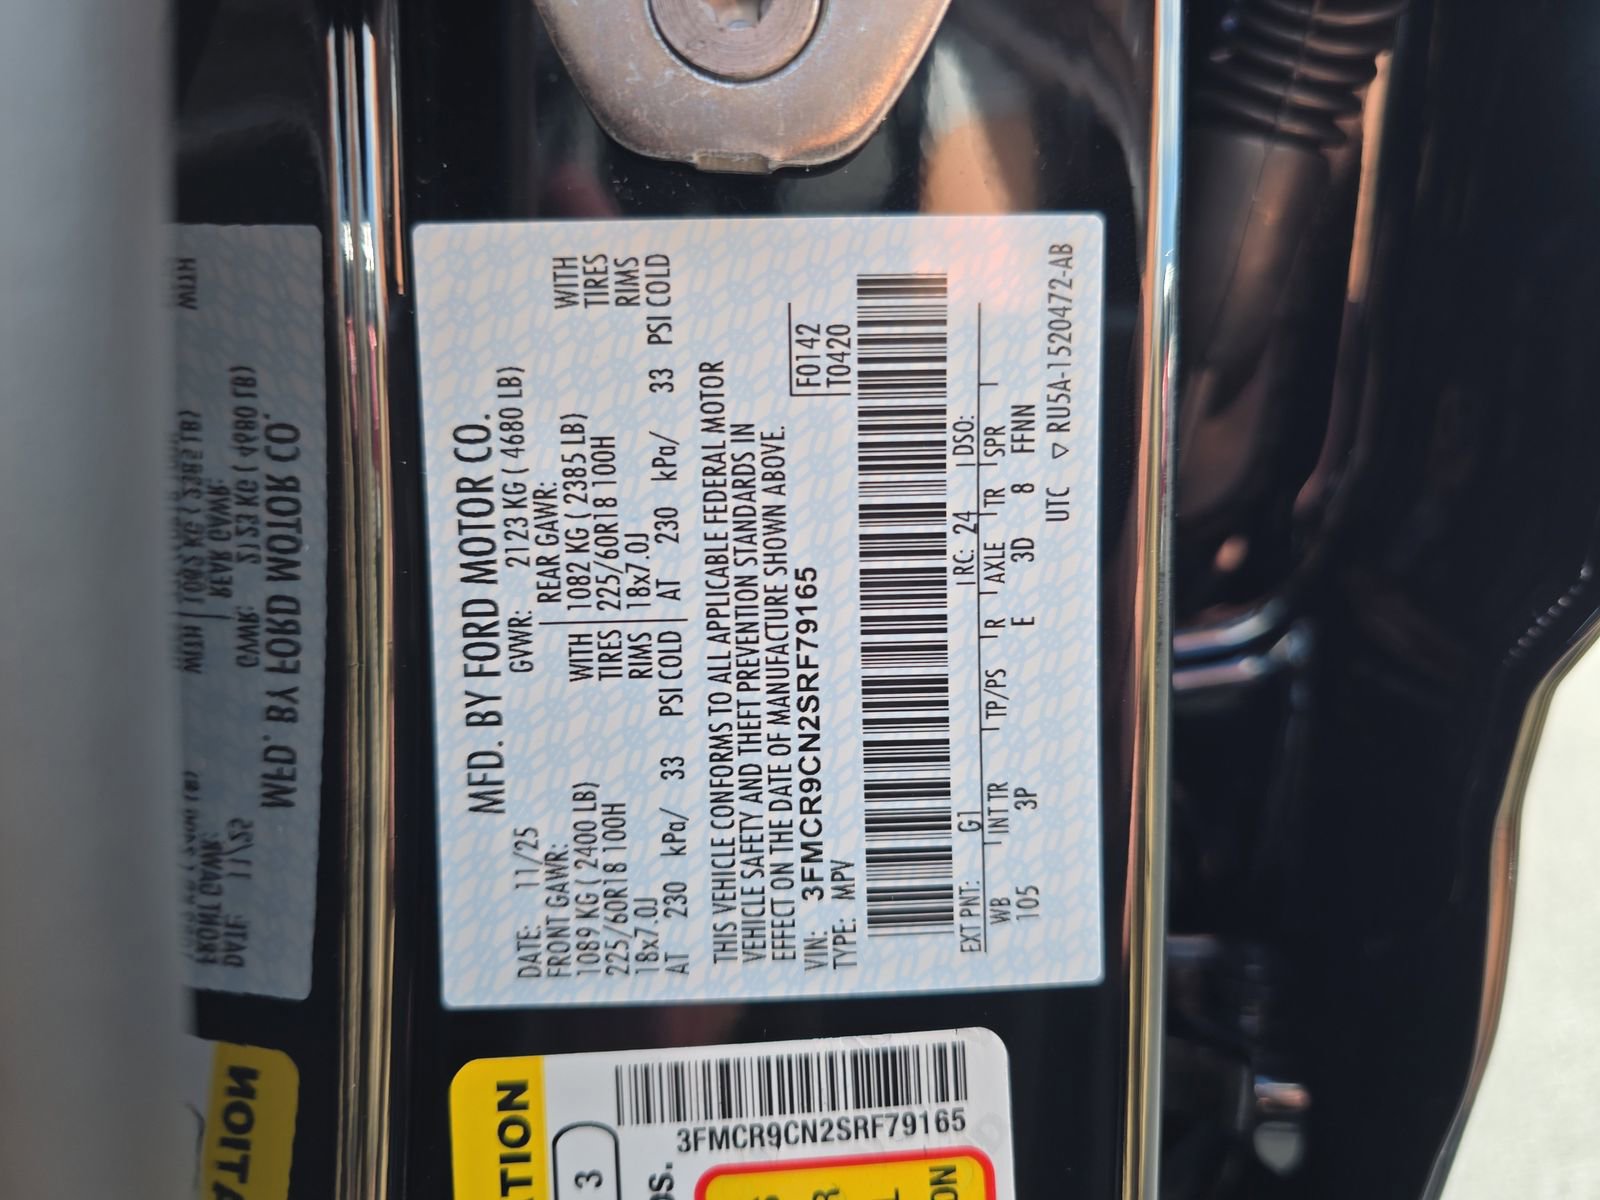 MFD. BY FORD MOTOR CO.
DATE: 11/25 GVWR: 2123 KG ( 4680 LB)
FRONT GAWR: REAR GAWR:
1089 KG ( 2400 LB) WITH 1082 KG ( 2385 LB) WITH
225/60R18 100H TIRES 225/60R18 100H TIRES
18x7.0J RIMS 18x7.0J RIMS
AT 230 kPa/ 33 PSI COLD AT 230 kPa/ 33 PSI COLD
THIS VEHICLE CONFORMS TO ALL APPLICABLE FEDERAL MOTOR
VEHICLE SAFETY AND THEFT PREVENTION STANDARDS IN
EFFECT ON THE DATE OF MANUFACTURE SHOWN ABOVE.
VIN: 3FMCR9CN2SRF79165 F0142
TYPE: MPV T0420
EXT PNT: G1 RC: 24 DSO:
WB INT TR TP/PS R AXLE TR SPR
105 3P E 3D 8 FFNN
UTC ▽ RU5A-1520472-AB
3
3FMCR9CN2SRF79165